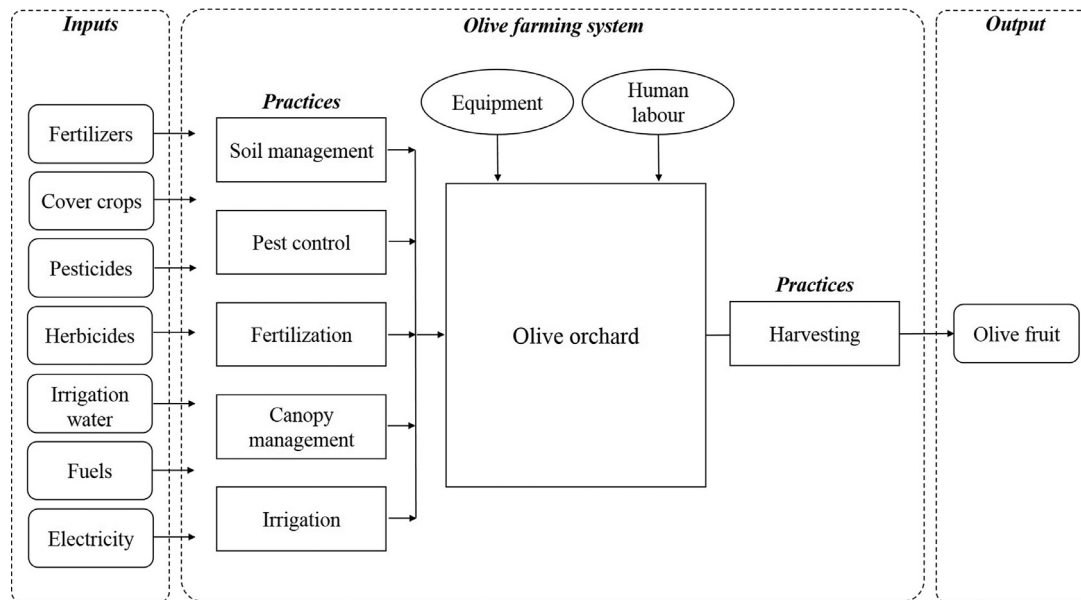 Inputs
Olive farming system
Output
Fertilizers
Cover crops
Pesticides
Herbicides
Irrigation
water
Fuels
Electricity
Practices
Soil management
Pest control
Fertilization
Canopy
management
Irrigation
Equipment
Human
labour
Olive orchard
Practices
Harvesting
Olive fruit